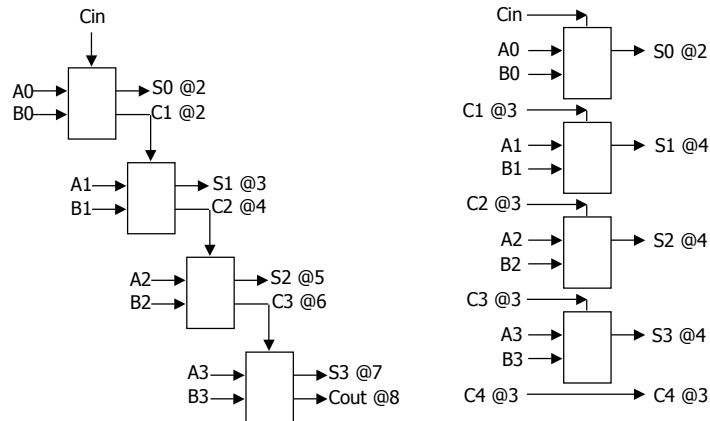 Cin
A0
B0
S0 @2
C1 @2
A1
B1
S1 @3
C2 @4
A2
B2
S2 @5
C3 @6
A3
B3
S3 @7
Cout @8
Cin
A0
B0
S0 @2
C1 @3
A1
B1
S1 @4
C2 @3
A2
B2
S2 @4
C3 @3
A3
B3
S3 @4
C4 @3
C4 @3